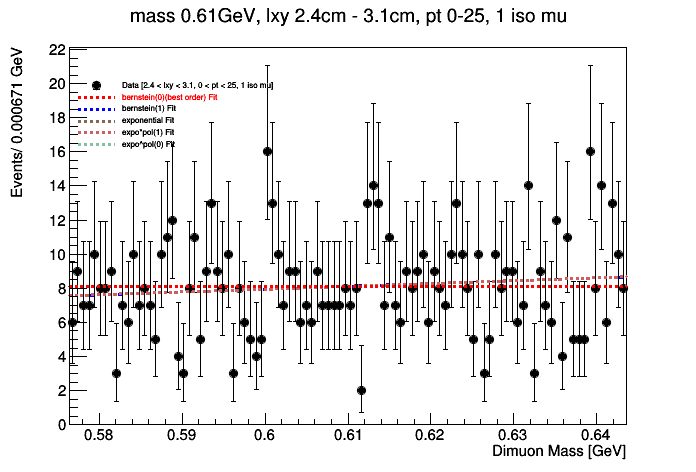 mass 0.61GeV, lxy 2.4cm - 3.1cm, pt 0-25, 1 iso mu
Events/ 0.000671 GeV
22
20
18
16
14
12
10
8
6
4
2
0
Data [2.4 < lxy < 3.1, 0 < pt < 25, 1 iso mu]
bernstein(0)(best order) Fit
bernstein(1) Fit
exponential Fit
expo*pol(1) Fit
expo*pol(0) Fit
0.58 0.59 0.6 0.61 0.62 0.63 0.64
Dimuon Mass [GeV]